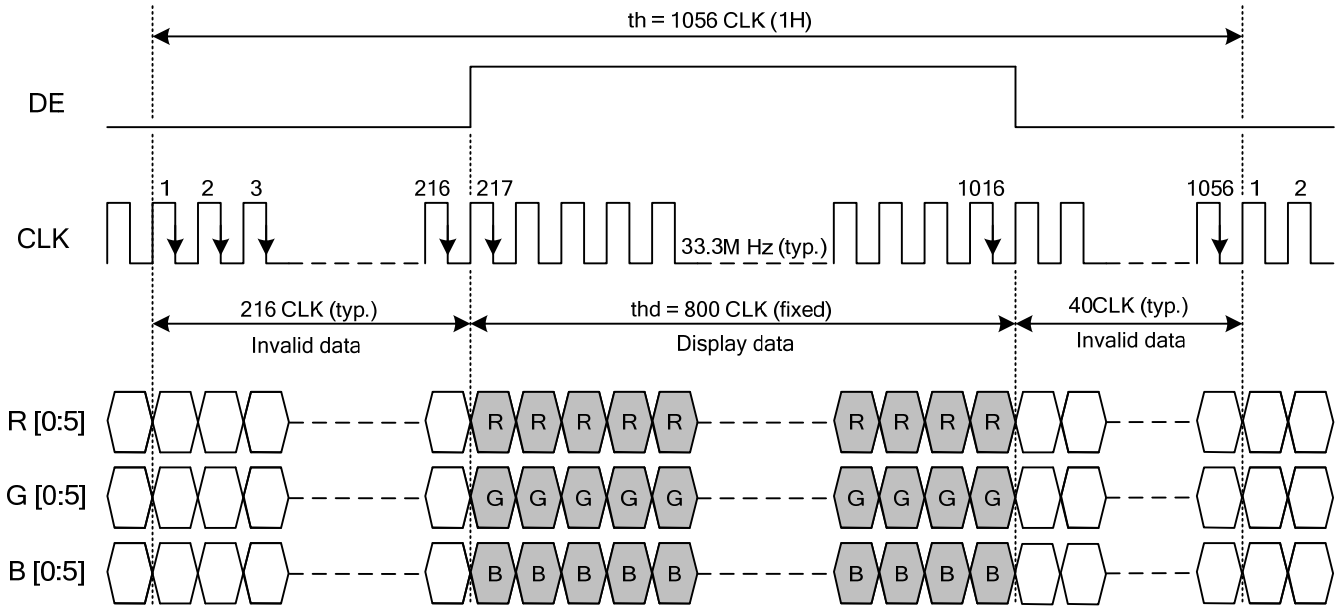 th = 1056 CLK (1H)
DE
1 2 3 216 217 1016 1056 1 2
CLK
33.3M Hz (typ.)
216 CLK (typ.) thd = 800 CLK (fixed) 40CLK (typ.)
Invalid data Display data Invalid data
R [0:5] R R R R R R R R R
G [0:5] G G G G G G G G G
B [0:5] B B B B B B B B B